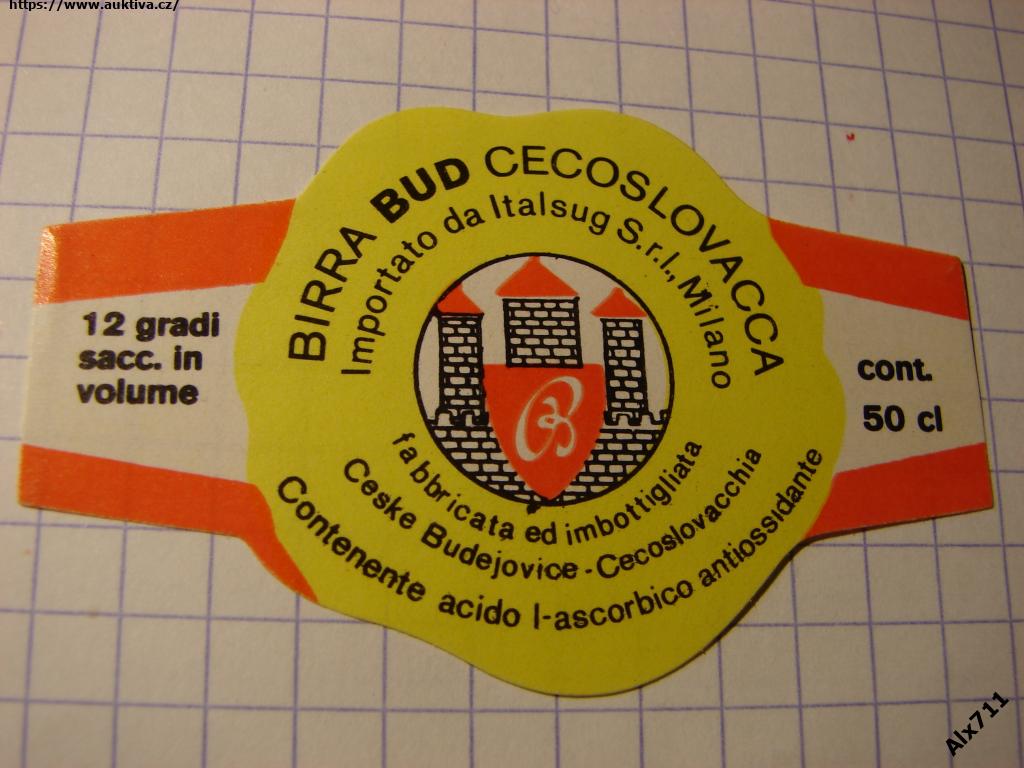 https://www.auktiva.cz/
BIRRA BUD CECOSLOVACCA
Importato da Italsug S.r.l., Milano
12 gradi
sacc. in
volume
B
cont.
50 cl
fabbricata ed imbottigliata
Ceske Budejovice - Cecoslovacchia
Contenente acido l-ascorbico antiossidante
Alx711